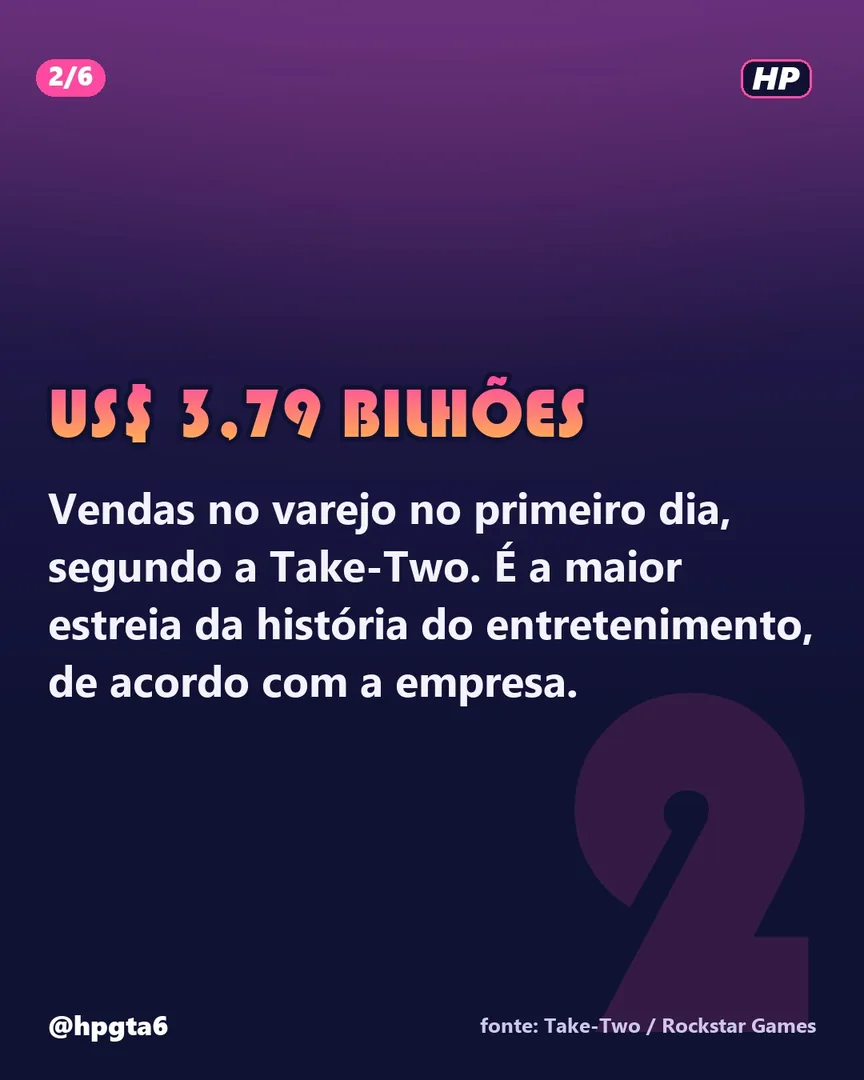 2/6
HP
US$ 3,79 BILHÕES
Vendas no varejo no primeiro dia,
segundo a Take-Two. É a maior
estreia da história do entretenimento,
de acordo com a empresa.
2
@hpgta6
fonte: Take-Two / Rockstar Games